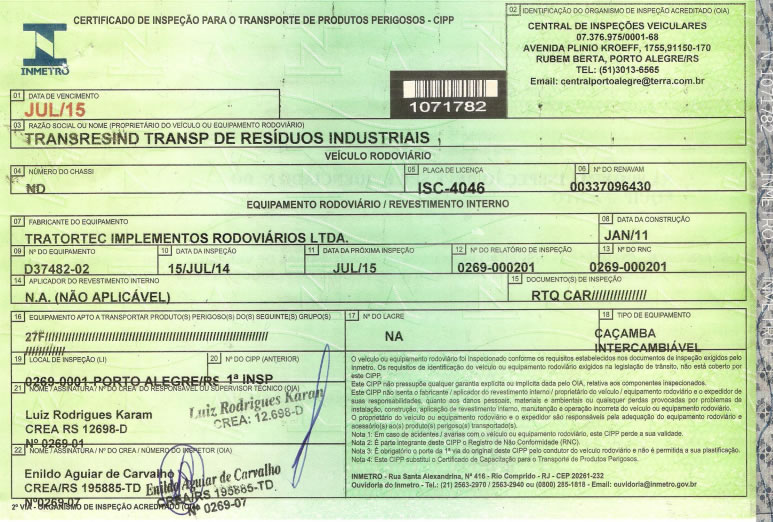 CERTIFICADO DE INSPEÇÃO PARA O TRANSPORTE DE PRODUTOS PERIGOSOS - CIPP
INMETRO
02 IDENTIFICAÇÃO DO ORGANISMO DE INSPEÇÃO ACREDITADO (OIA)
CENTRAL DE INSPEÇÕES VEICULARES
07.376.975/0001-68
AVENIDA PLINIO KROEFF, 1755,91150-170
RUBEM BERTA, PORTO ALEGRE/RS
TEL: (51)3013-6565
Email: centralportoalegre@terra.com.br
1071782
01 DATA DE VENCIMENTO
JUL/15
03 RAZÃO SOCIAL OU NOME (PROPRIETÁRIO DO VEÍCULO OU EQUIPAMENTO RODOVIÁRIO)
TRANSRESIND TRANSP DE RESÍDUOS INDUSTRIAIS
VEÍCULO RODOVIÁRIO
04 NÚMERO DO CHASSI
ND
05 PLACA DE LICENÇA
ISC-4046
06 Nº DO RENAVAM
00337096430
EQUIPAMENTO RODOVIÁRIO / REVESTIMENTO INTERNO
07 FABRICANTE DO EQUIPAMENTO
TRATORTEC IMPLEMENTOS RODOVIÁRIOS LTDA.
08 DATA DA CONSTRUÇÃO
JAN/11
09 Nº DO EQUIPAMENTO
D37482-02
10 DATA DA INSPEÇÃO
15/JUL/14
11 DATA DA PRÓXIMA INSPEÇÃO
JUL/15
12 Nº DO RELATÓRIO DE INSPEÇÃO
0269-000201
13 Nº DO RNC
0269-000201
14 APLICADOR DO REVESTIMENTO INTERNO
N.A. (NÃO APLICÁVEL)
15 DOCUMENTO(S) DE INSPEÇÃO
RTQ CAR///////////////
16 EQUIPAMENTO APTO A TRANSPORTAR PRODUTO(S) PERIGOSO(S) DO(S) SEGUINTE(S) GRUPO(S)
27F//////////////////////////////////////////////////////////
///////////
17 Nº DO LACRE
NA
18 TIPO DE EQUIPAMENTO
CAÇAMBA
INTERCAMBIÁVEL
19 LOCAL DE INSPEÇÃO (LI)
0269-0001-PORTO ALEGRE/RS
20 Nº DO CIPP (ANTERIOR)
1ª INSP
21 NOME / ASSINATURA / Nº DO CREA DO RESPONSÁVEL OU SUPERVISOR TÉCNICO (OIA)
Luiz Rodrigues Karam
CREA RS 12698-D
Nº 0269-01
Luiz Rodrigues Karan
CREA: 12.698-D
22 NOME / ASSINATURA / Nº DO CREA / NÚMERO DO INSPETOR (OIA)
Enildo Aguiar de Carvalho
CREA/RS 195885-TD
Nº0269-07
Enildo Aguiar de Carvalho
CREA/RS 195885-TD
Nº 0269-07
2ª VIA - ORGANISMO DE INSPEÇÃO ACREDITADO (OIA)
O veículo ou equipamento rodoviário foi inspecionado conforme os requisitos estabelecidos nos documentos de inspeção exigidos pelo
Inmetro. Os requisitos de identificação do veículo ou equipamento rodoviário exigidos na legislação de trânsito, não estão coberto por
este CIPP.
Este CIPP não pressupõe qualquer garantia explícita ou implícita dada pelo OIA, relativa aos componentes inspecionados.
Este CIPP não isenta o fabricante / aplicador do revestimento interno / proprietário do veículo / equipamento rodoviário e o expedidor de
suas responsabilidades, quanto aos danos pessoais, materiais e ambientais ou quaisquer perdas provocadas por problemas de
instalação, construção, aplicação de revestimento interno, manutenção e operação incorreta do veículo ou equipamento rodoviário.
O proprietário do veículo ou equipamento rodoviário e o expedidor são responsáveis pela adequação do equipamento rodoviário e
acessório(s) ao(s) produto(s) perigoso(s) transportado(s).
Nota 1: Em caso de acidentes / avarias com o veículo ou equipamento rodoviário, este CIPP perde a sua validade.
Nota 2: É parte integrante deste CIPP o Registro de Não Conformidade (RNC).
Nota 3: É obrigatório o porte da 1ª via do original deste CIPP pelo condutor do veículo rodoviário e não é permitida a sua plastificação.
Nota 4: Este CIPP substitui o Certificado de Capacitação para o Transporte de Produtos Perigosos.
INMETRO - Rua Santa Alexandrina, Nº 416 - Rio Comprido - RJ - CEP 20261-232
Ouvidoria do Inmetro - Tel.: (21) 2563-2970 / 2563-2940 ou (0800) 285-1818 - Email: ouvidoria@inmetro.gov.br